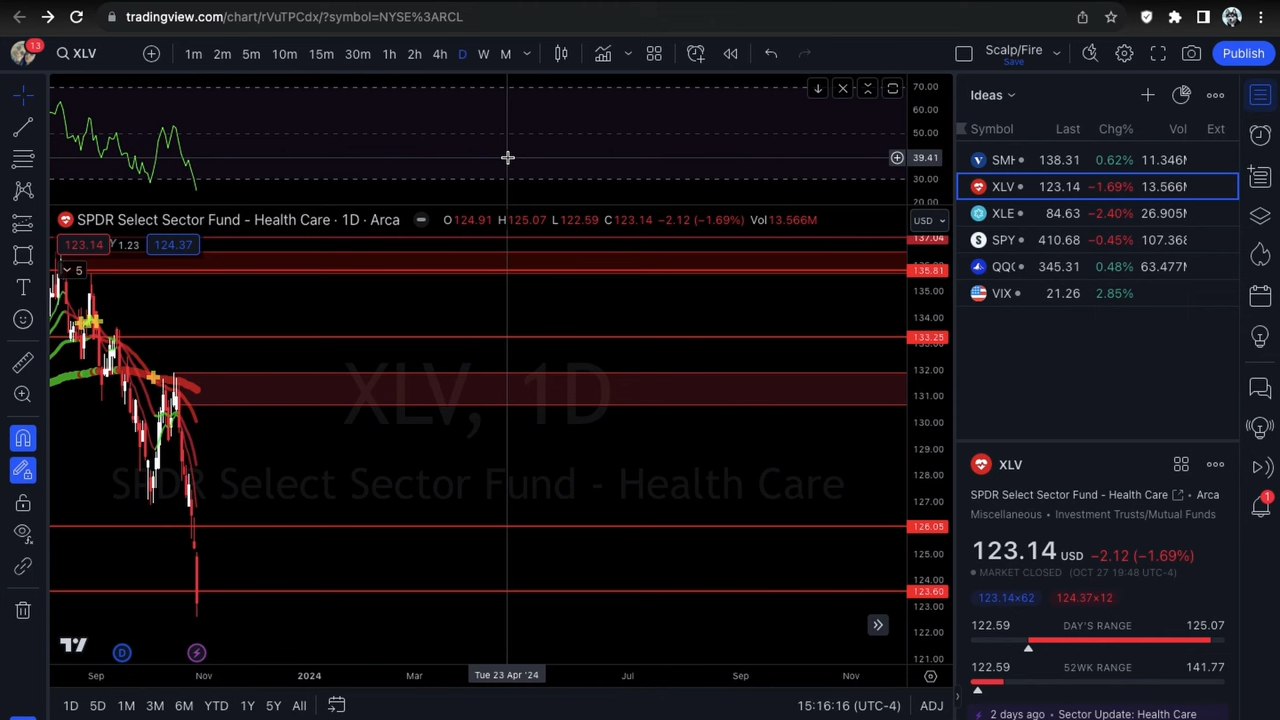 tradingview.com/chart/rVuTPCdx/?symbol=NYSE%3ARCL
13
XLV
1m 2m 5m 10m 15m 30m 1h 2h 4h D W M
Scalp/Fire
Save
Publish
70.00
60.00
50.00
39.41
30.00
20.00
SPDR Select Sector Fund - Health Care · 1D · Arca
O124.91 H125.07 L122.59 C123.14 −2.12 (−1.69%) Vol13.566M
USD
123.14 1.23 124.37
5
137.04
135.81
135.00
134.00
133.25
132.00
131.00
130.00
129.00
128.00
127.00
126.05
125.00
124.00
123.60
123.00
122.00
121.00
XLV, 1D
SPDR Select Sector Fund - Health Care
D
Sep Nov 2024 Mar Tue 23 Apr '24 Jul Sep Nov
1D 5D 1M 3M 6M YTD 1Y 5Y All
15:16:16 (UTC-4) ADJ
Ideas
Symbol Last Chg% Vol Ext
SMH 138.31 0.62% 11.346M
XLV 123.14 −1.69% 13.566M
XLE 84.63 −2.40% 26.905M
SPY 410.68 −0.45% 107.368
QQQ 345.31 0.48% 63.477M
VIX 21.26 2.85%
XLV
SPDR Select Sector Fund - Health Care • Arca
Miscellaneous • Investment Trusts/Mutual Funds
123.14 USD −2.12 (−1.69%)
MARKET CLOSED (OCT 27 19:48 UTC-4)
123.14×62 124.37×12
122.59 DAY'S RANGE 125.07
122.59 52WK RANGE 141.77
2 days ago • Sector Update: Health Care
1